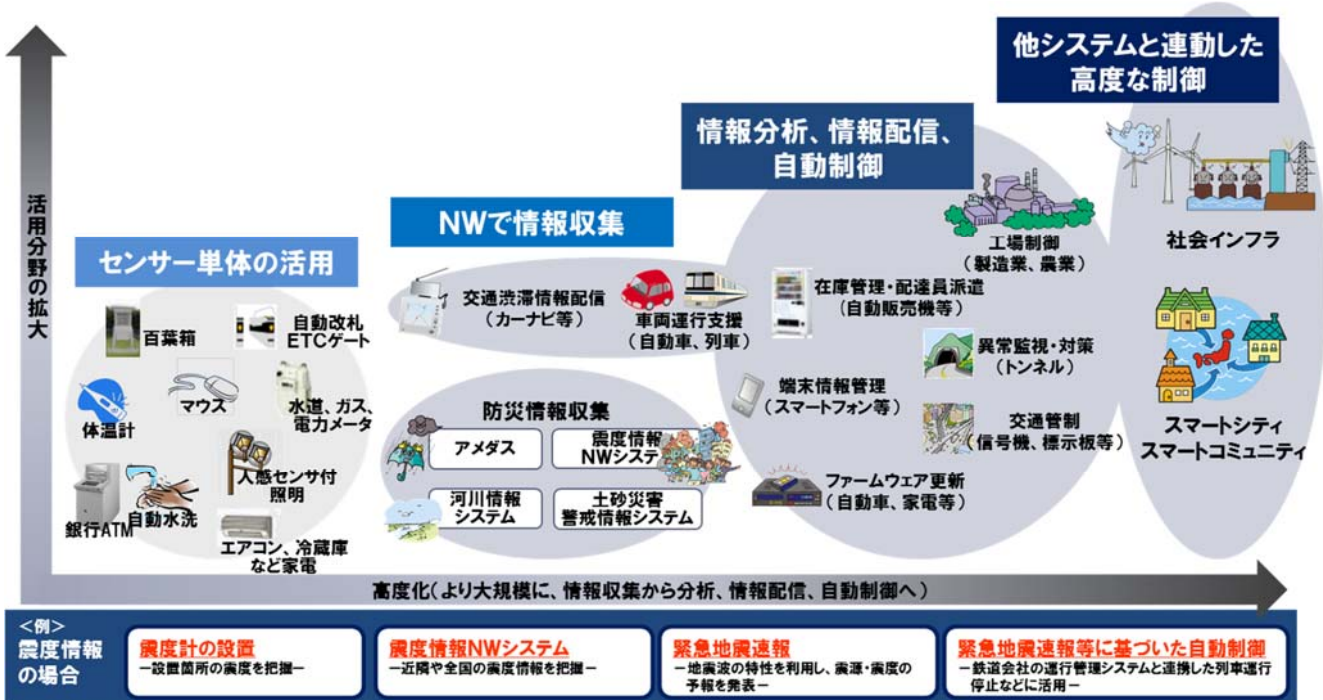 他システムと連動した
高度な制御
情報分析、情報配信、
自動制御
NWで情報収集
センサー単体の活用
活用分野の拡大
百葉箱
自動改札
ETCゲート
マウス
体温計
水道、ガス、
電力メータ
人感センサ付
照明
銀行ATM
自動水洗
エアコン、冷蔵庫
など家電
交通渋滞情報配信
(カーナビ等)
車両運行支援
(自動車、列車)
防災情報収集
アメダス
震度情報
NWシステ
河川情報
システム
土砂災害
警戒情報システム
工場制御
(製造業、農業)
在庫管理・配達員派遣
(自動販売機等)
異常監視・対策
(トンネル)
端末情報管理
(スマートフォン等)
交通管制
(信号機、標示板等)
ファームウェア更新
(自動車、家電等)
社会インフラ
スマートシティ
スマートコミュニティ
高度化(より大規模に、情報収集から分析、情報配信、自動制御へ)
<例>
震度情報
の場合
震度計の設置
-設置箇所の震度を把握-
震度情報NWシステム
-近隣や全国の震度情報を把握-
緊急地震速報
-地震波の特性を利用し、震源・震度の
予報を発表-
緊急地震速報等に基づいた自動制御
-鉄道会社の運行管理システムと連携した列車運行
停止などに活用-